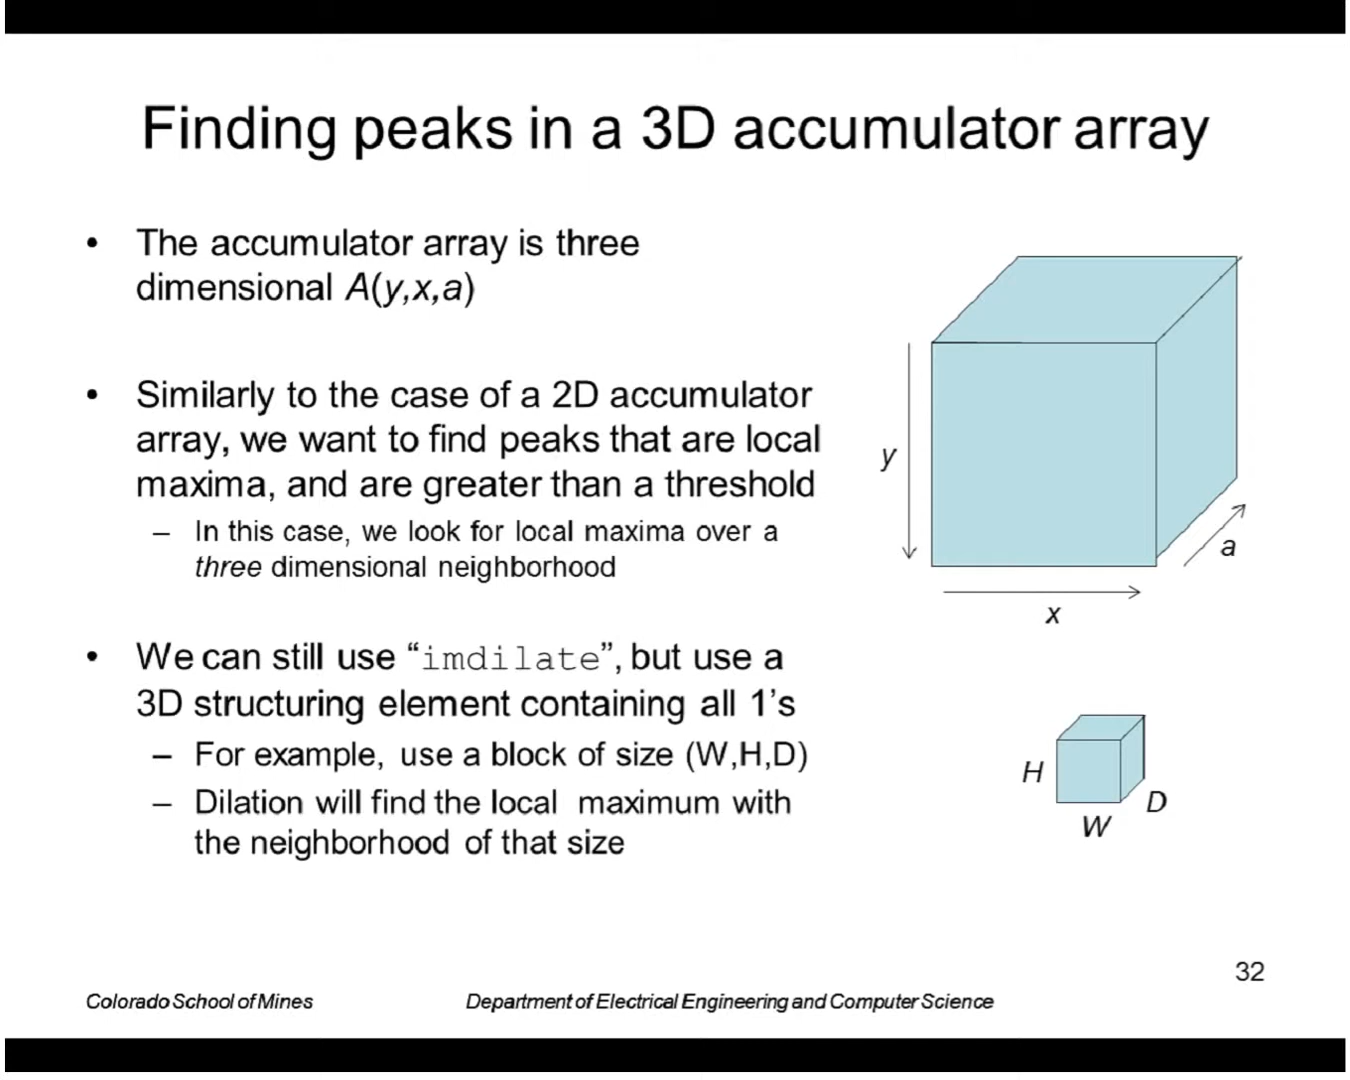 Finding peaks in a 3D accumulator array
• The accumulator array is three
dimensional A(y,x,a)
• Similarly to the case of a 2D accumulator
array, we want to find peaks that are local
maxima, and are greater than a threshold
– In this case, we look for local maxima over a
three dimensional neighborhood
• We can still use “imdilate”, but use a
3D structuring element containing all 1’s
– For example, use a block of size (W,H,D)
– Dilation will find the local maximum with
the neighborhood of that size
y
a
x
H
D
W
32
Colorado School of Mines
Department of Electrical Engineering and Computer Science